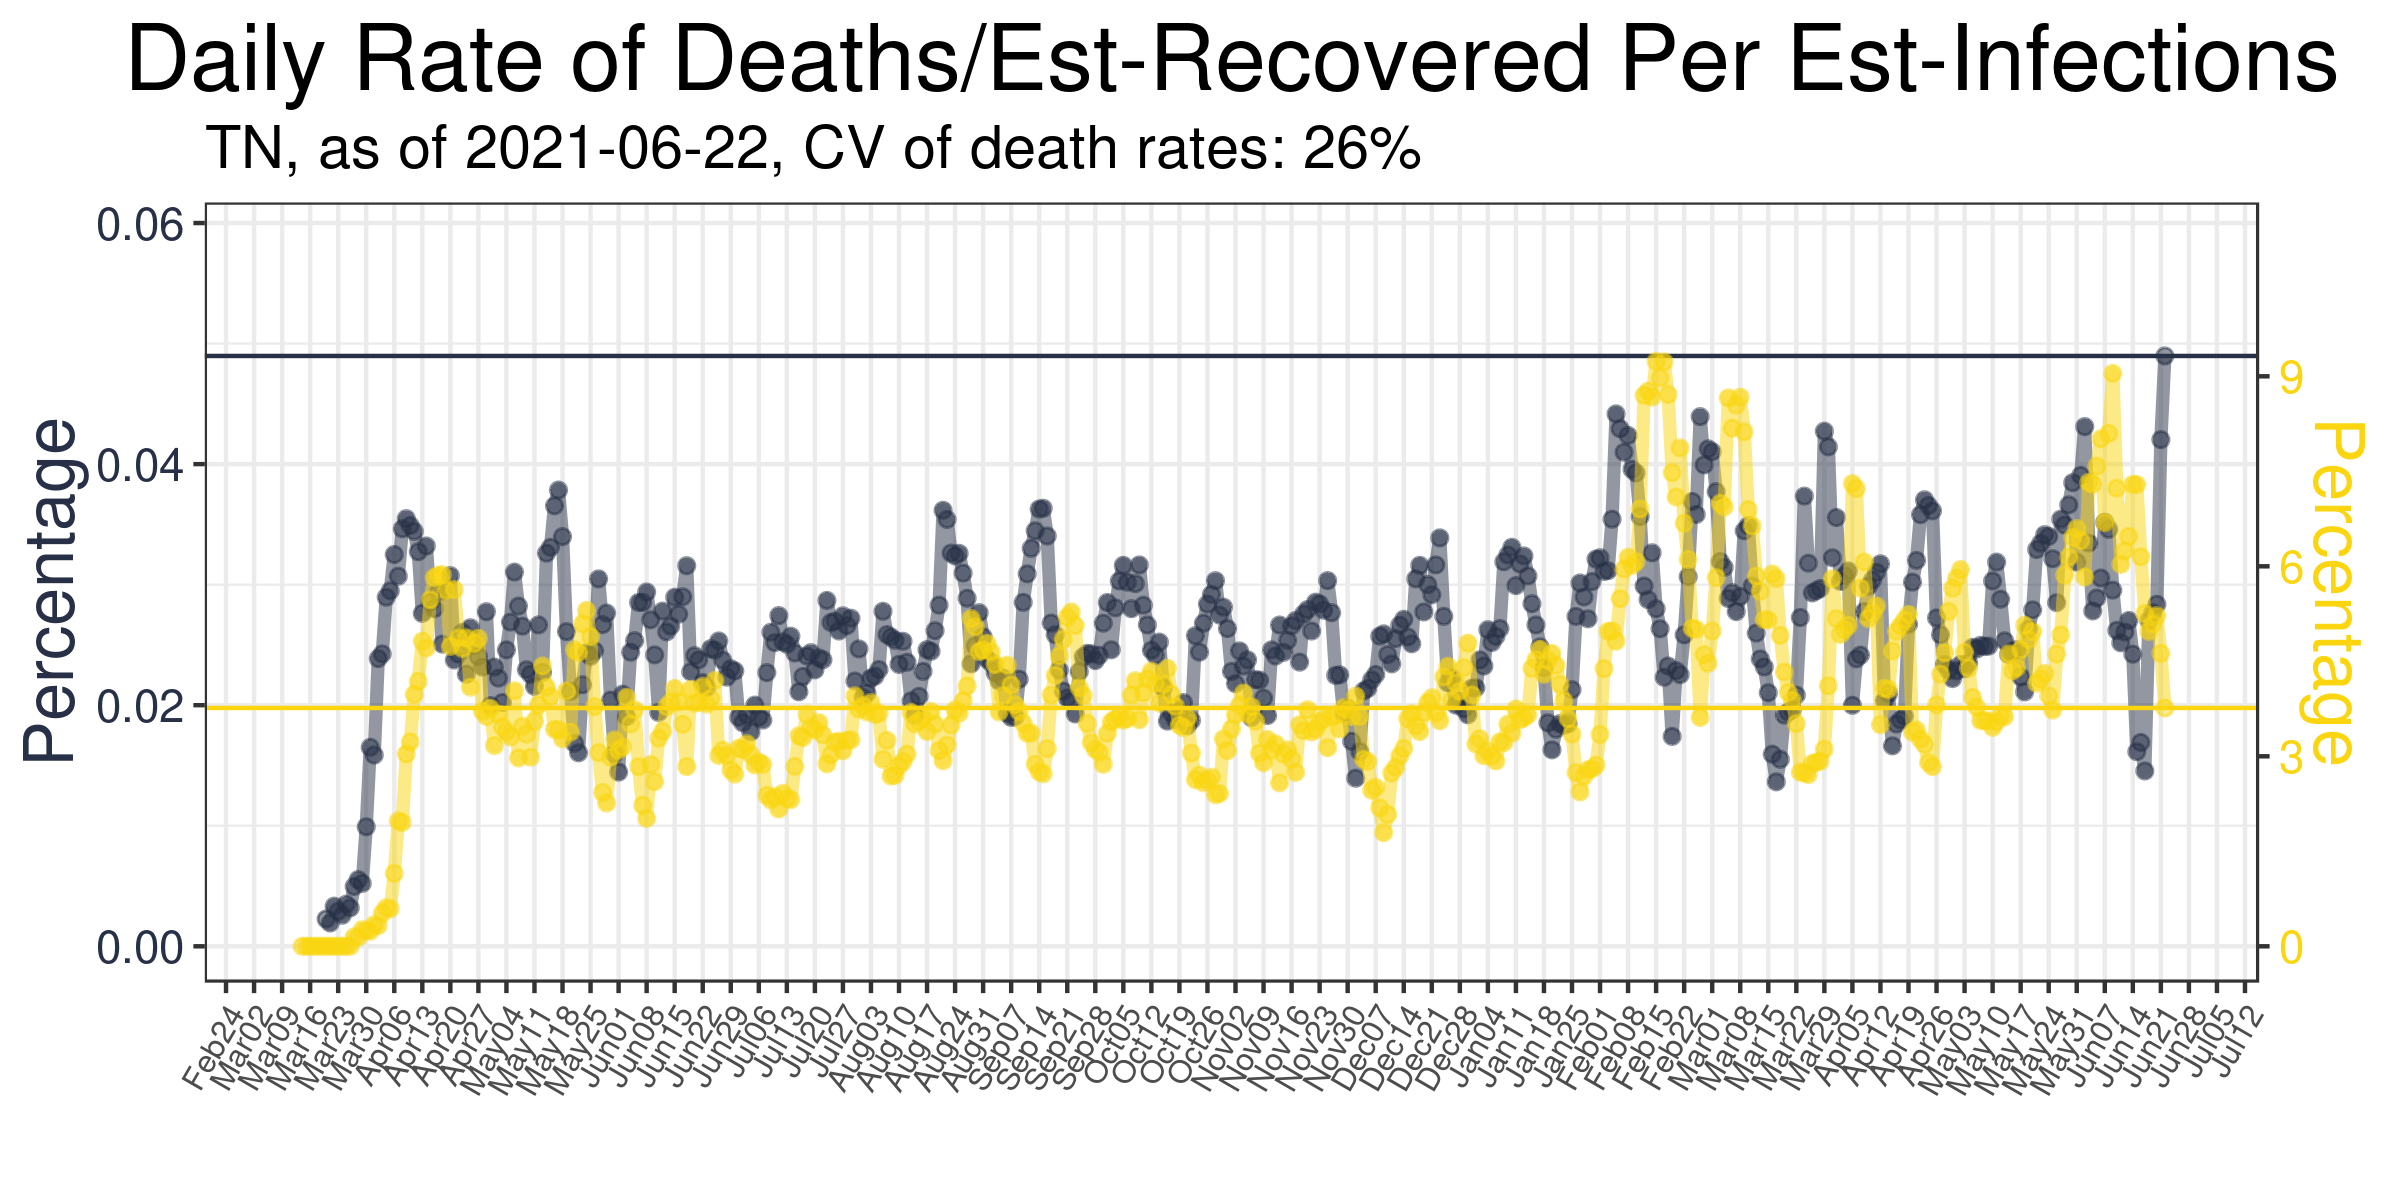 Daily Rate of Deaths/Est-Recovered Per Est-Infections
TN, as of 2021-06-22, CV of death rates: 26%
Percentage
0.06
0.04
0.02
0.00
9
6
3
0
Percentage
Feb24
Mar02
Mar09
Mar16
Mar23
Mar30
Apr06
Apr13
Apr20
Apr27
May04
May11
May18
May25
Jun01
Jun08
Jun15
Jun22
Jun29
Jul06
Jul13
Jul20
Jul27
Aug03
Aug10
Aug17
Aug24
Aug31
Sep07
Sep14
Sep21
Sep28
Oct05
Oct12
Oct19
Oct26
Nov02
Nov09
Nov16
Nov23
Nov30
Dec07
Dec14
Dec21
Dec28
Jan04
Jan11
Jan18
Jan25
Feb01
Feb08
Feb15
Feb22
Mar01
Mar08
Mar15
Mar22
Mar29
Apr05
Apr12
Apr19
Apr26
May03
May10
May17
May24
May31
Jun07
Jun14
Jun21
Jun28
Jul05
Jul12